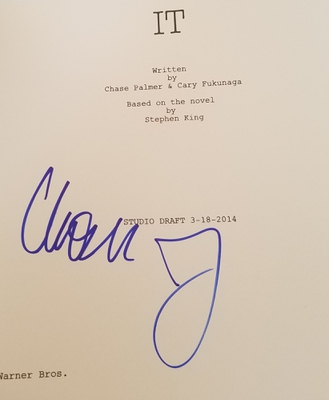 IT
Written
by
Chase Palmer & Cary Fukunaga
Based on the novel
by
Stephen King
STUDIO DRAFT 3-18-2014
Warner Bros.